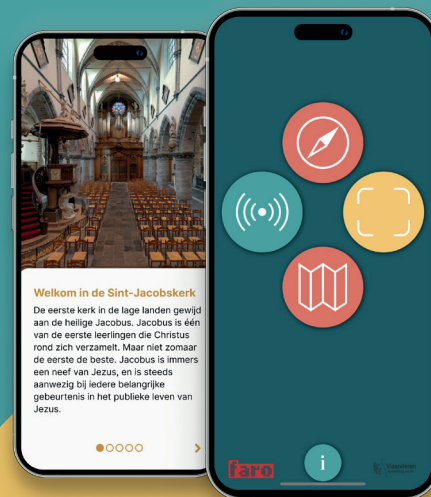 Welkom in de Sint-Jacobskerk
De eerste kerk in de lage landen gewijd
aan de heilige Jacobus. Jacobus is één
van de eerste leerlingen die Christus
rond zich verzamelt. Maar niet zomaar
de eerste de beste. Jacobus is immers
een neef van Jezus, en is steeds
aanwezig bij iedere belangrijke
gebeurtenis in het publieke leven van
Jezus.
faro
i
Vlaanderen